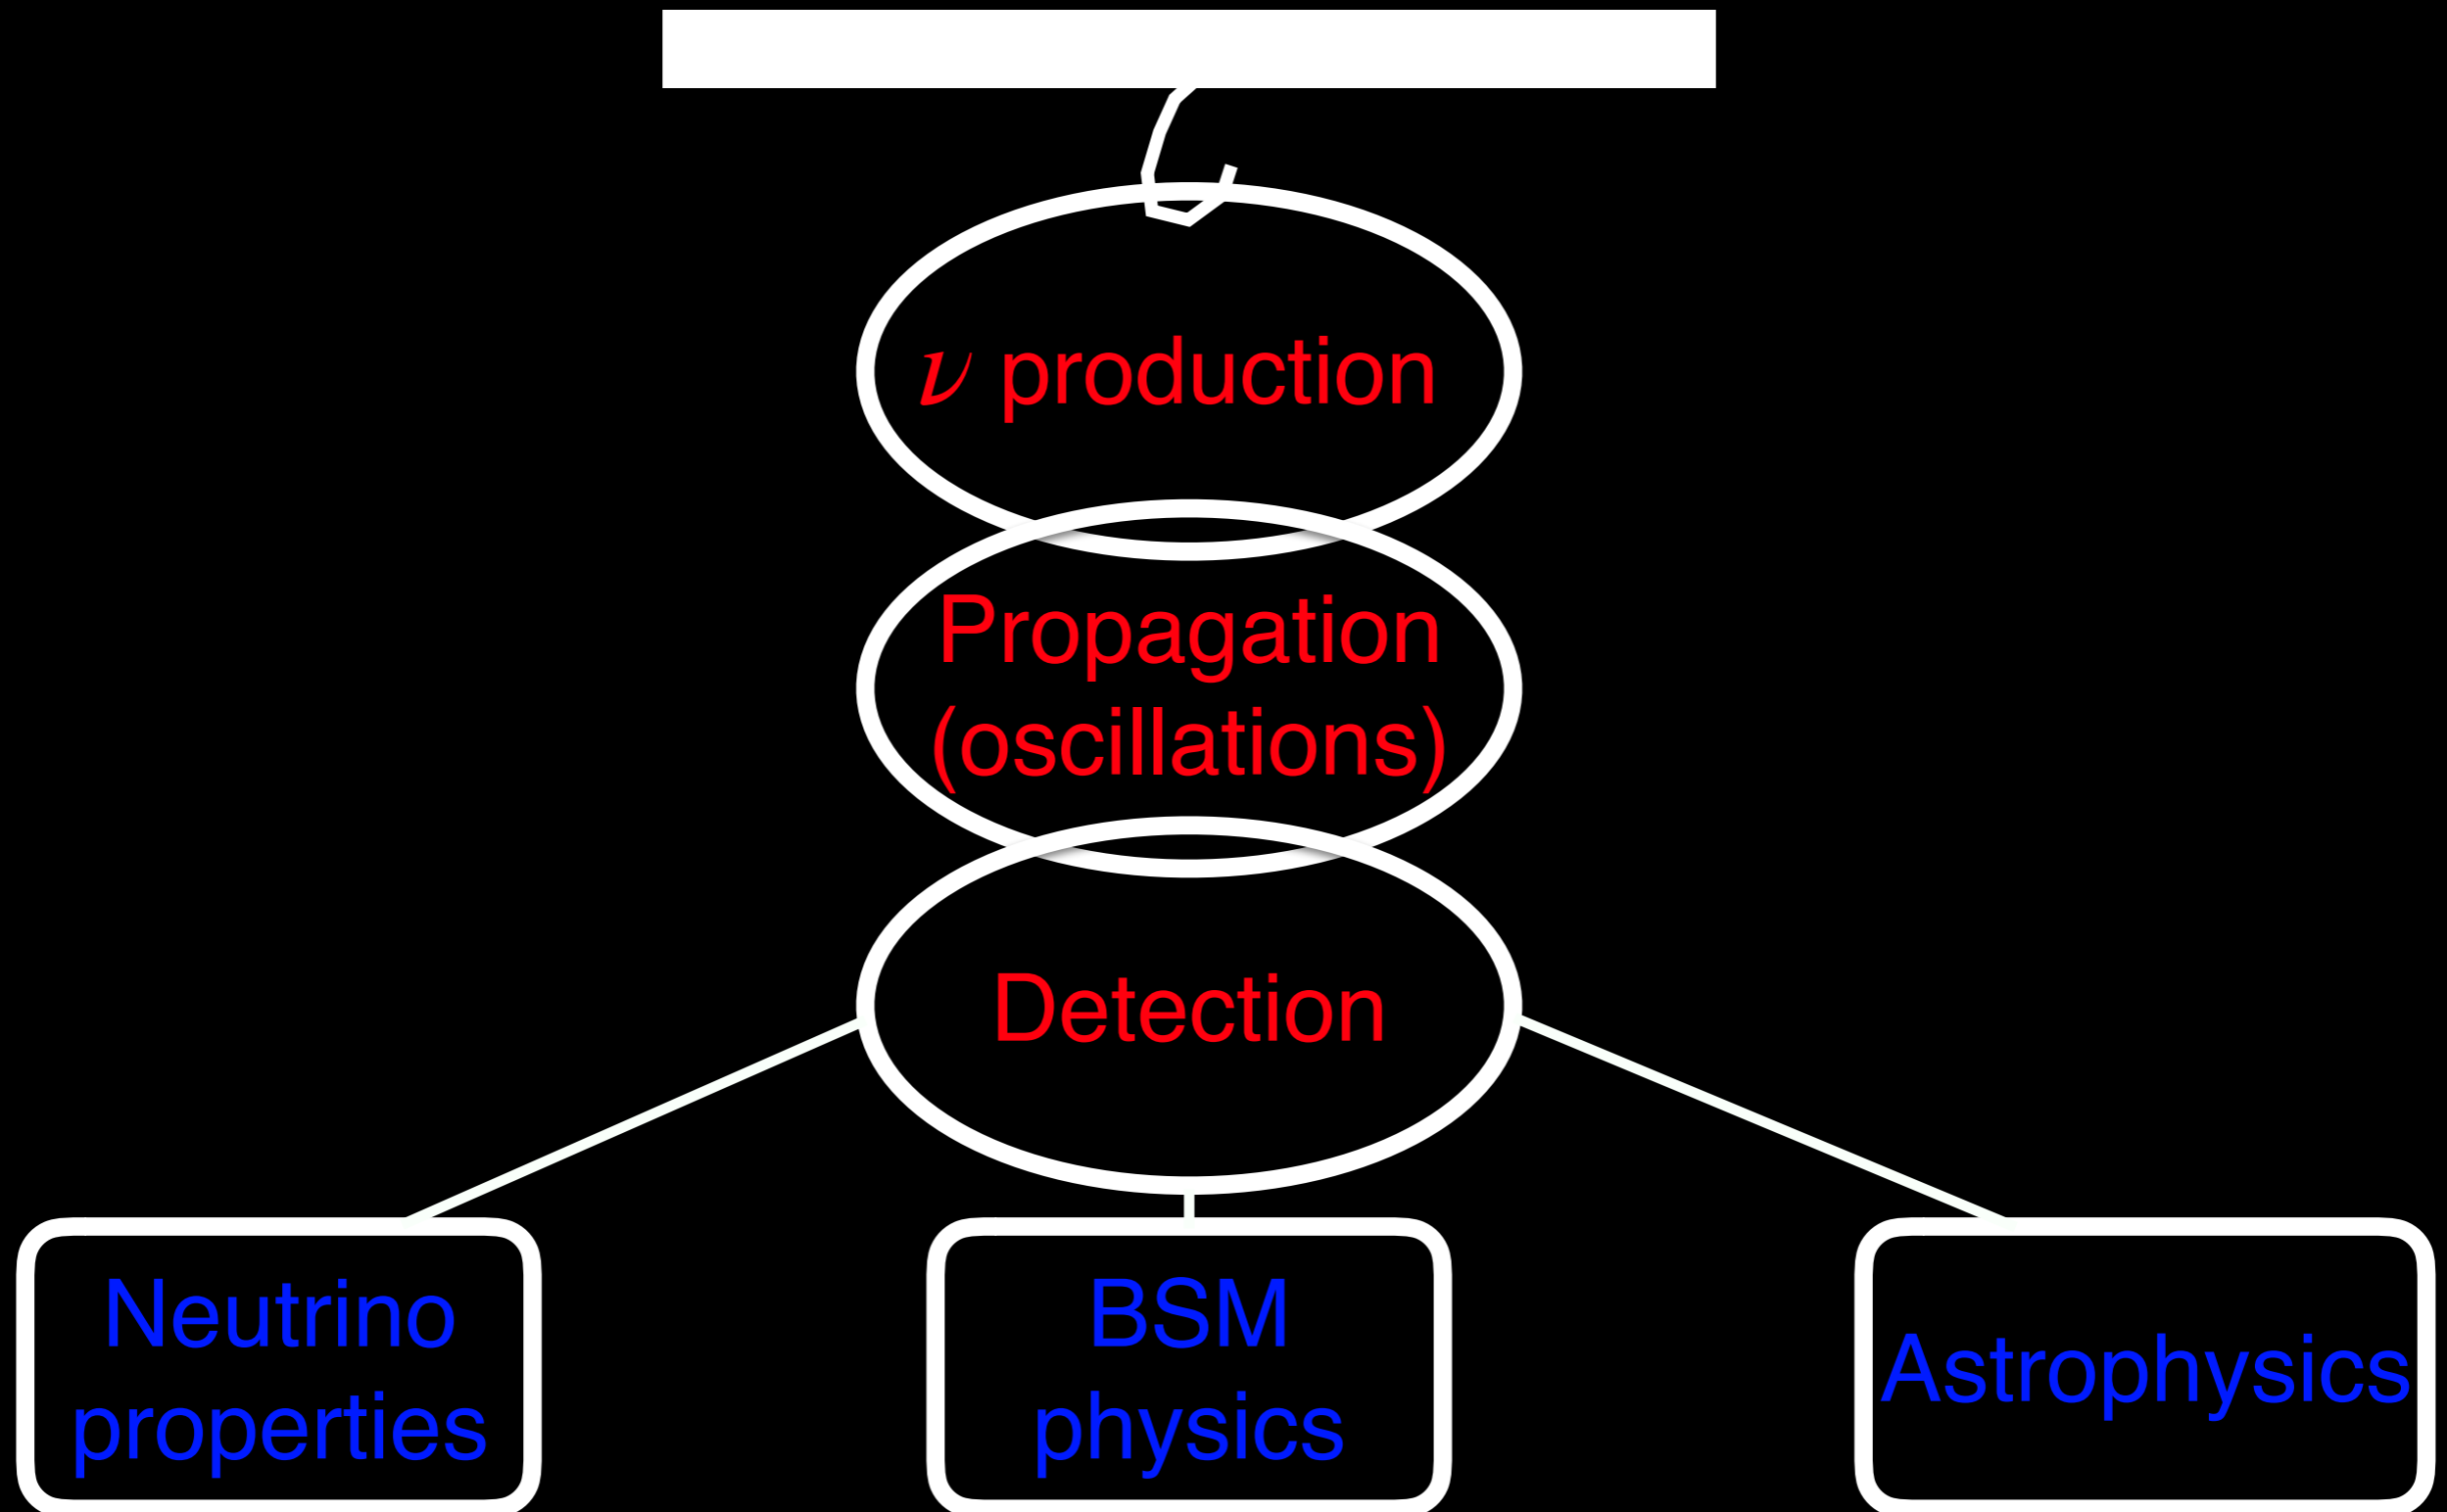 ν production
Propagation
(oscillations)
Detection
Neutrino
properties
BSM
physics
Astrophysics